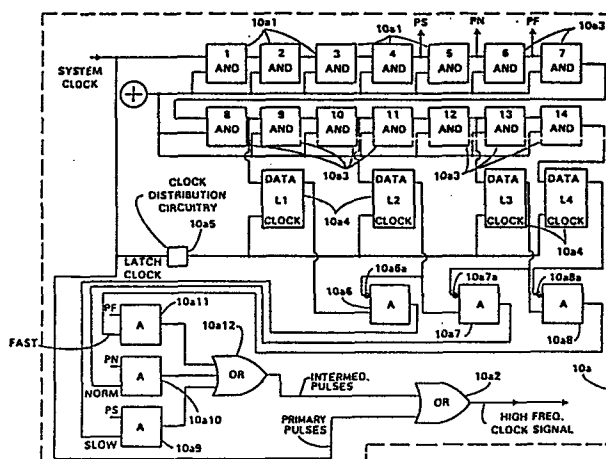 10a1 10a1 PS PN PF 10a3
SYSTEM CLOCK
1 AND
2 AND
3 AND
4 AND
5 AND
6 AND
7 AND
8 AND
9 AND
10 AND
11 AND
12 AND
13 AND
14 AND
10a3 10a3
CLOCK DISTRIBUTION CIRCUITRY
10a5
DATA L1 CLOCK
10a4
DATA L2 CLOCK
DATA L3 CLOCK
DATA L4 CLOCK
10a4
LATCH CLOCK
10a6a 10a7a 10a8a
10a6 A
10a7 A
10a8 A
10a
FAST
PF A 10a11
10a12
OR
PN A
NORM 10a10
PS A
SLOW 10a9
INTERMED. PULSES
PRIMARY PULSES
10a2
OR
HIGH FREQ. CLOCK SIGNAL